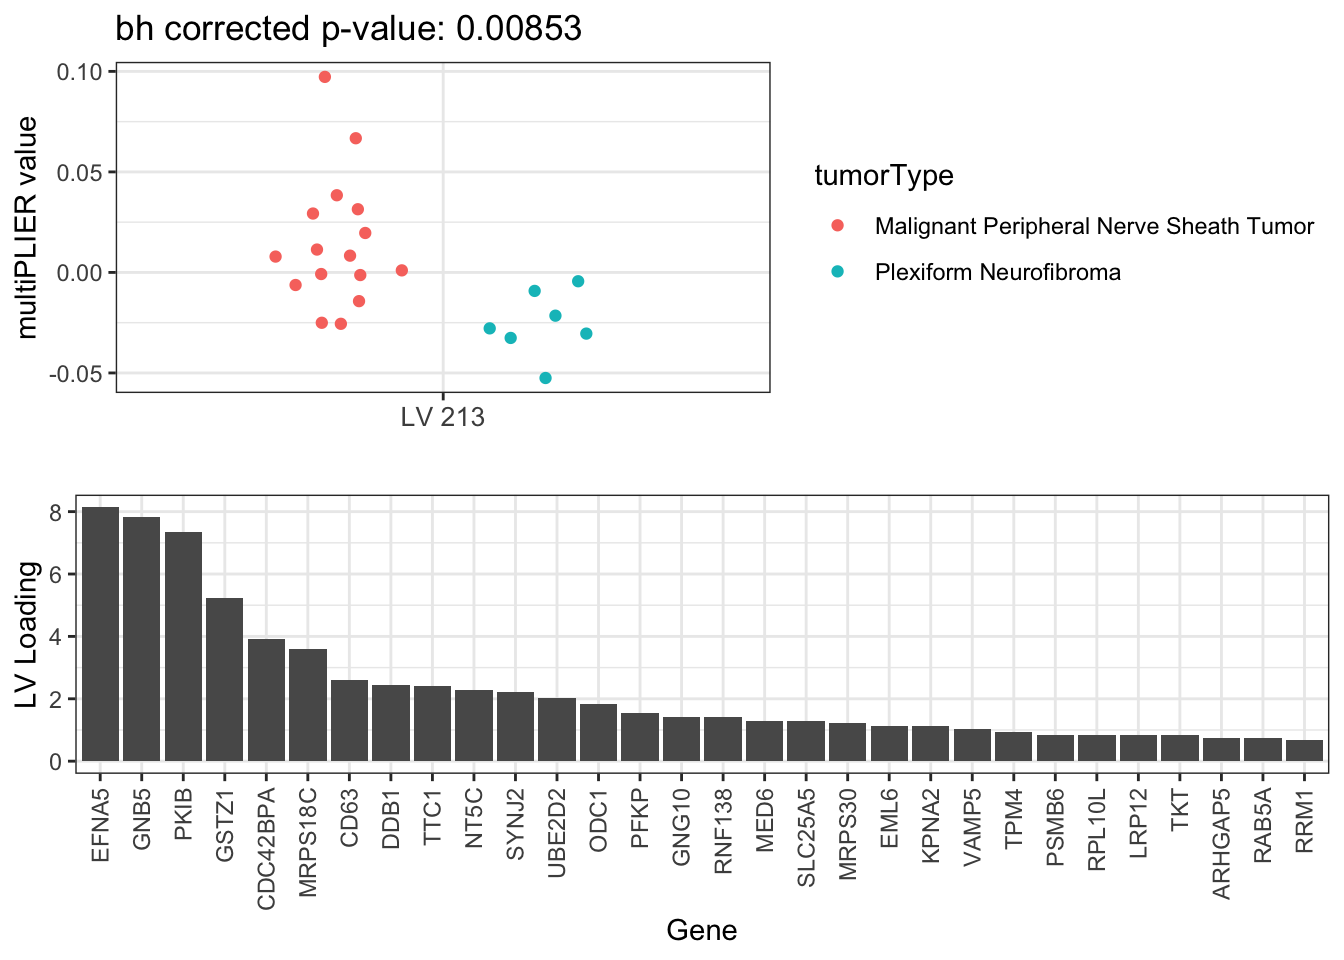 bh corrected p-value: 0.00853
multiPLIER value
0.10
0.05
0.00
-0.05
LV 213
tumorType
Malignant Peripheral Nerve Sheath Tumor
Plexiform Neurofibroma
LV Loading
8
6
4
2
0
EFNA5
GNB5
PKIB
GSTZ1
CDC42BPA
MRPS18C
CD63
DDB1
TTC1
NT5C
SYNJ2
UBE2D2
ODC1
PFKP
GNG10
RNF138
MED6
SLC25A5
MRPS30
EML6
KPNA2
VAMP5
TPM4
PSMB6
RPL10L
LRP12
TKT
ARHGAP5
RAB5A
RRM1
Gene